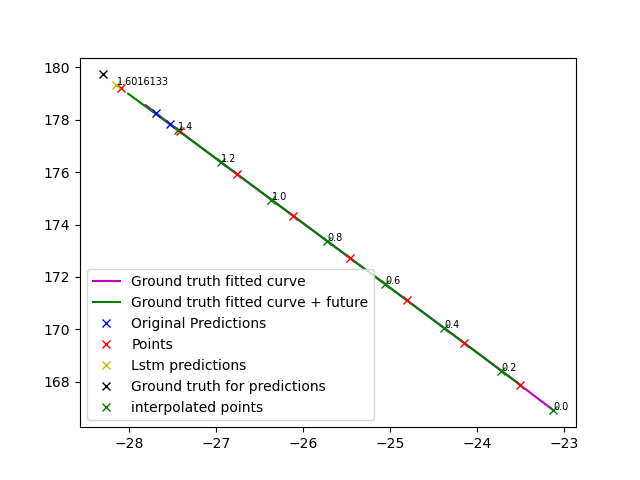 180
178
176
174
172
170
168
1.6016133
1.4
1.2
1.0
0.8
0.6
0.4
0.2
0.0
Ground truth fitted curve
Ground truth fitted curve + future
Original Predictions
Points
Lstm predictions
Ground truth for predictions
interpolated points
−28 −27 −26 −25 −24 −23